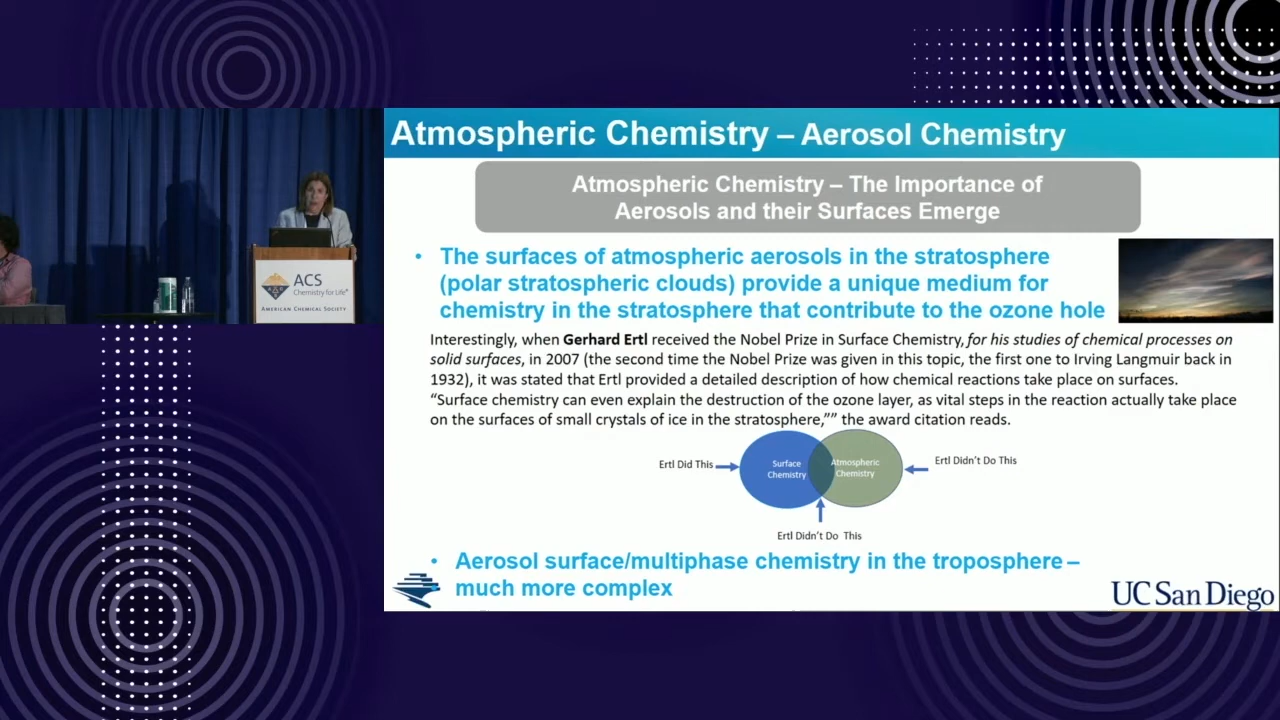 Atmospheric Chemistry – Aerosol Chemistry
Atmospheric Chemistry – The Importance of
Aerosols and their Surfaces Emerge
• The surfaces of atmospheric aerosols in the stratosphere
(polar stratospheric clouds) provide a unique medium for
chemistry in the stratosphere that contribute to the ozone hole
Interestingly, when Gerhard Ertl received the Nobel Prize in Surface Chemistry, for his studies of chemical processes on
solid surfaces, in 2007 (the second time the Nobel Prize was given in this topic, the first one to Irving Langmuir back in
1932), it was stated that Ertl provided a detailed description of how chemical reactions take place on surfaces.
“Surface chemistry can even explain the destruction of the ozone layer, as vital steps in the reaction actually take place
on the surfaces of small crystals of ice in the stratosphere,”” the award citation reads.
Ertl Did This
Surface
Chemistry
Atmospheric
Chemistry
Ertl Didn’t Do This
Ertl Didn’t Do This
• Aerosol surface/multiphase chemistry in the troposphere –
much more complex
UC San Diego
ACS
Chemistry for Life®
AMERICAN CHEMICAL SOCIETY